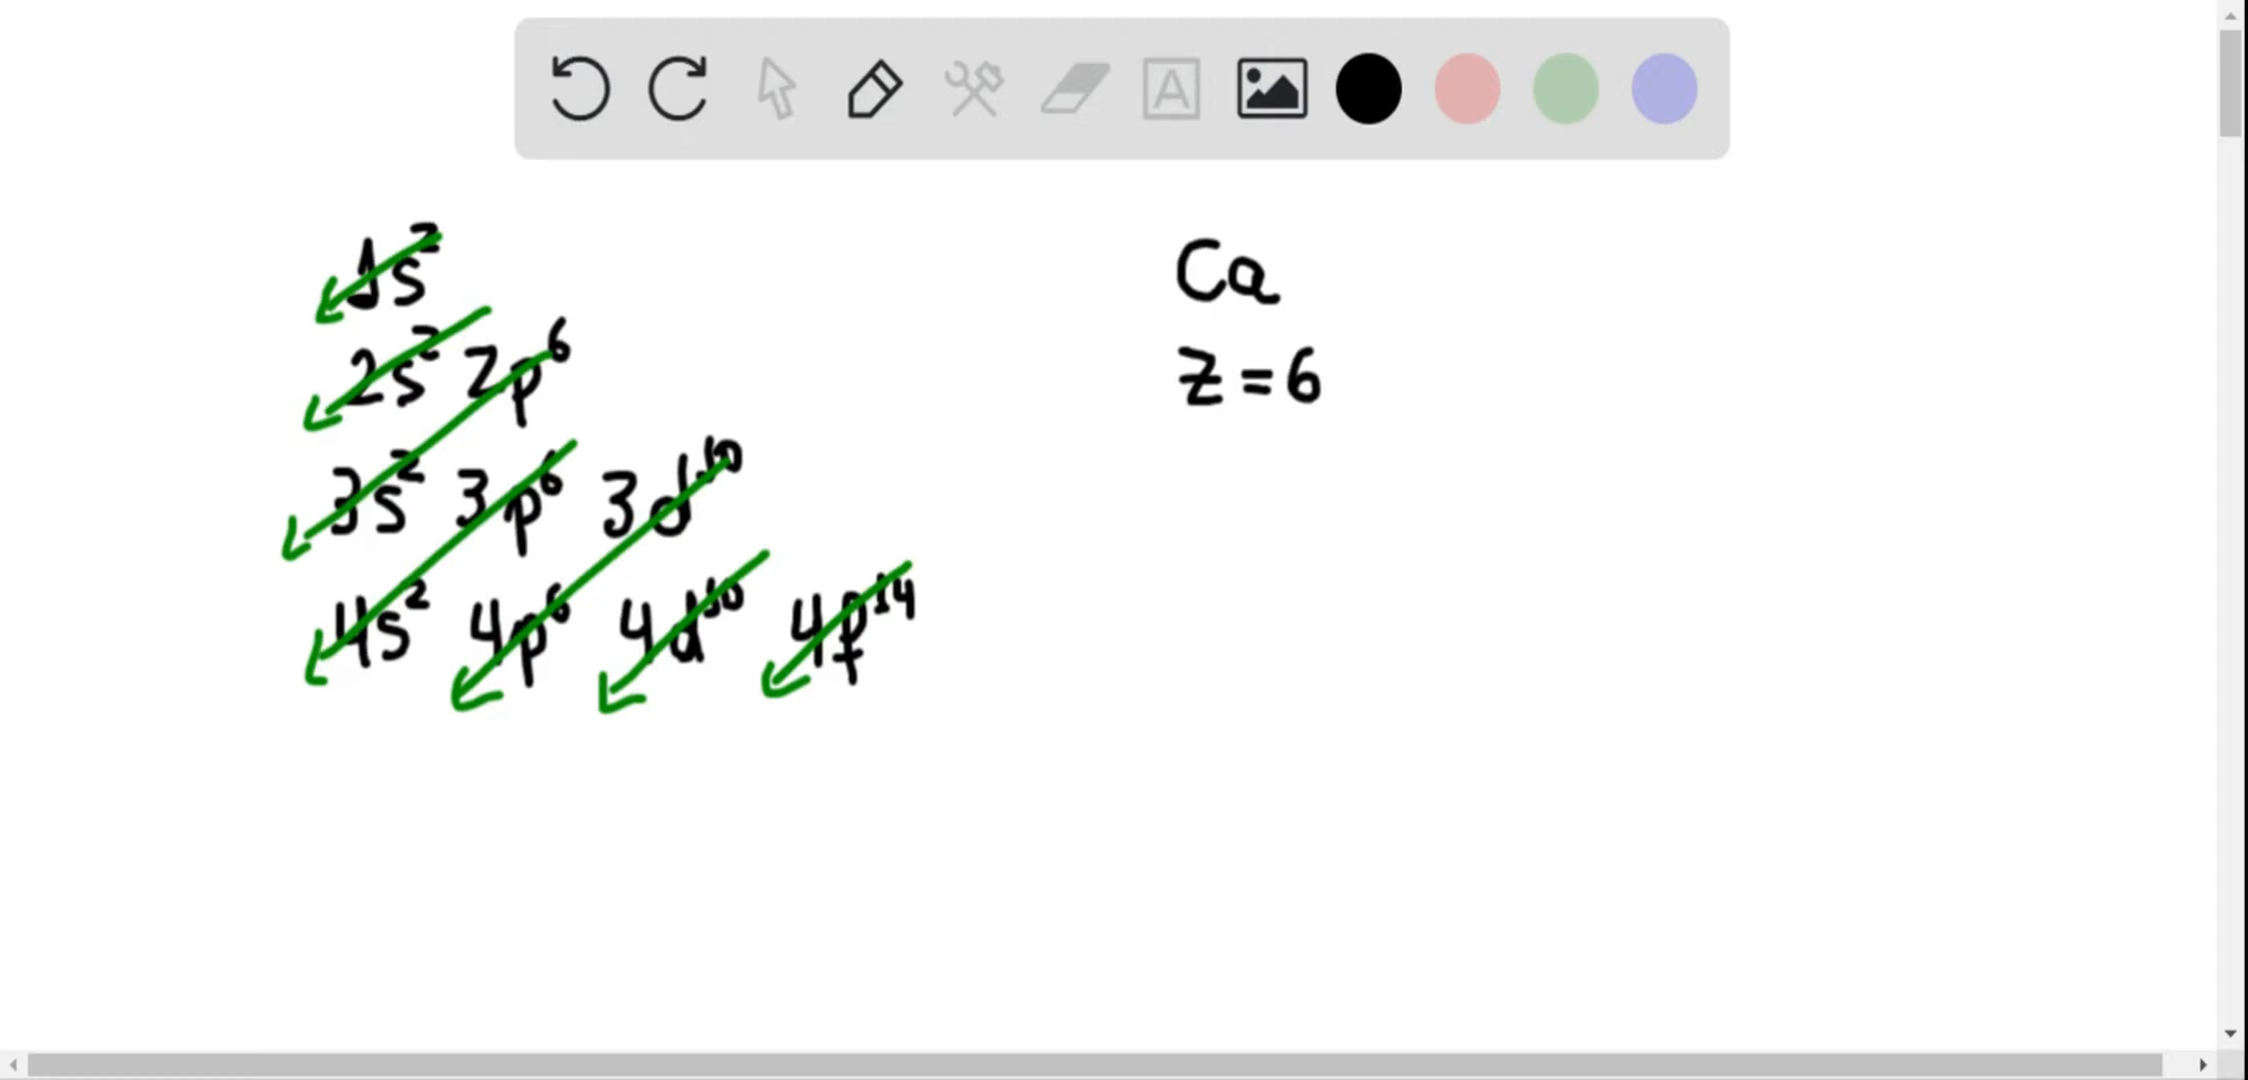 A
1s²
2s² 2p⁶
3s² 3p⁶ 3d¹⁰
4s² 4p⁶ 4d¹⁰ 4f¹⁴
Ca
Z=6